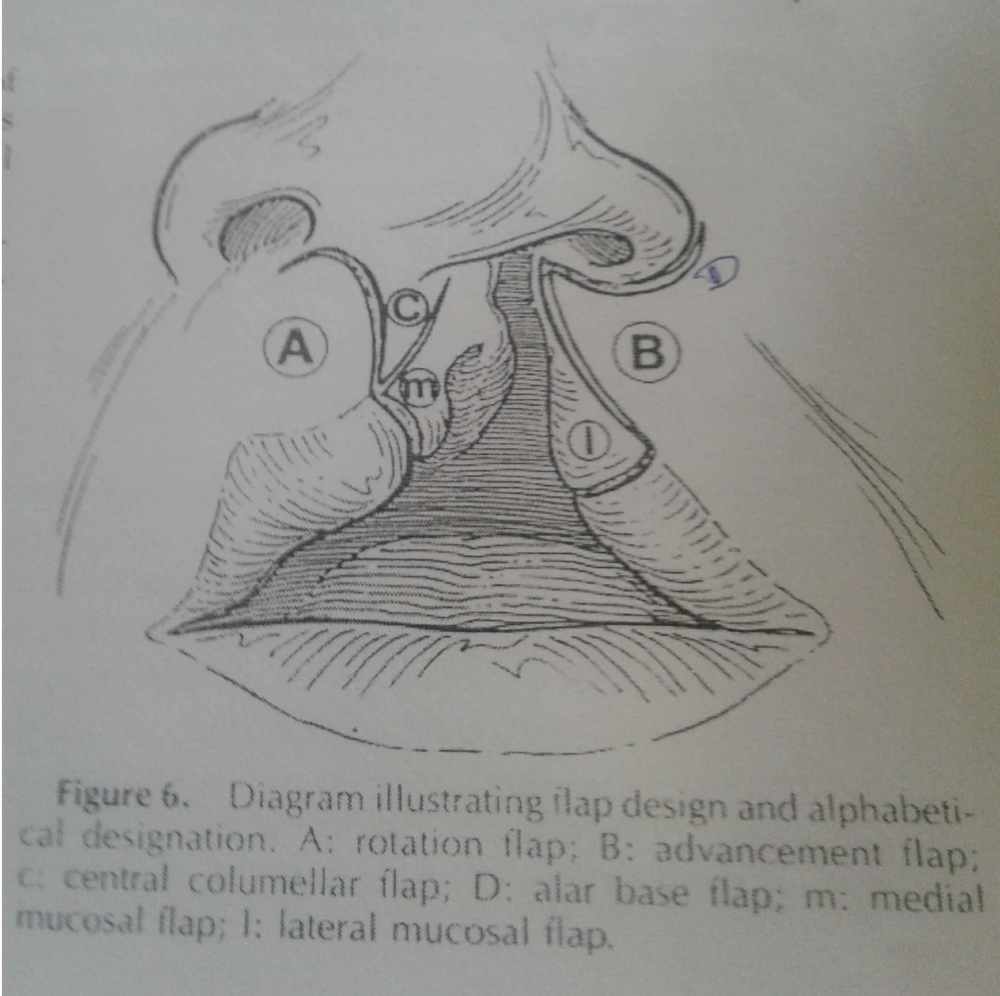 C
A
B
D
m
l
Figure 6. Diagram illustrating flap design and alphabeti-
cal designation. A: rotation flap; B: advancement flap;
c: central columellar flap; D: alar base flap; m: medial
mucosal flap; l: lateral mucosal flap.